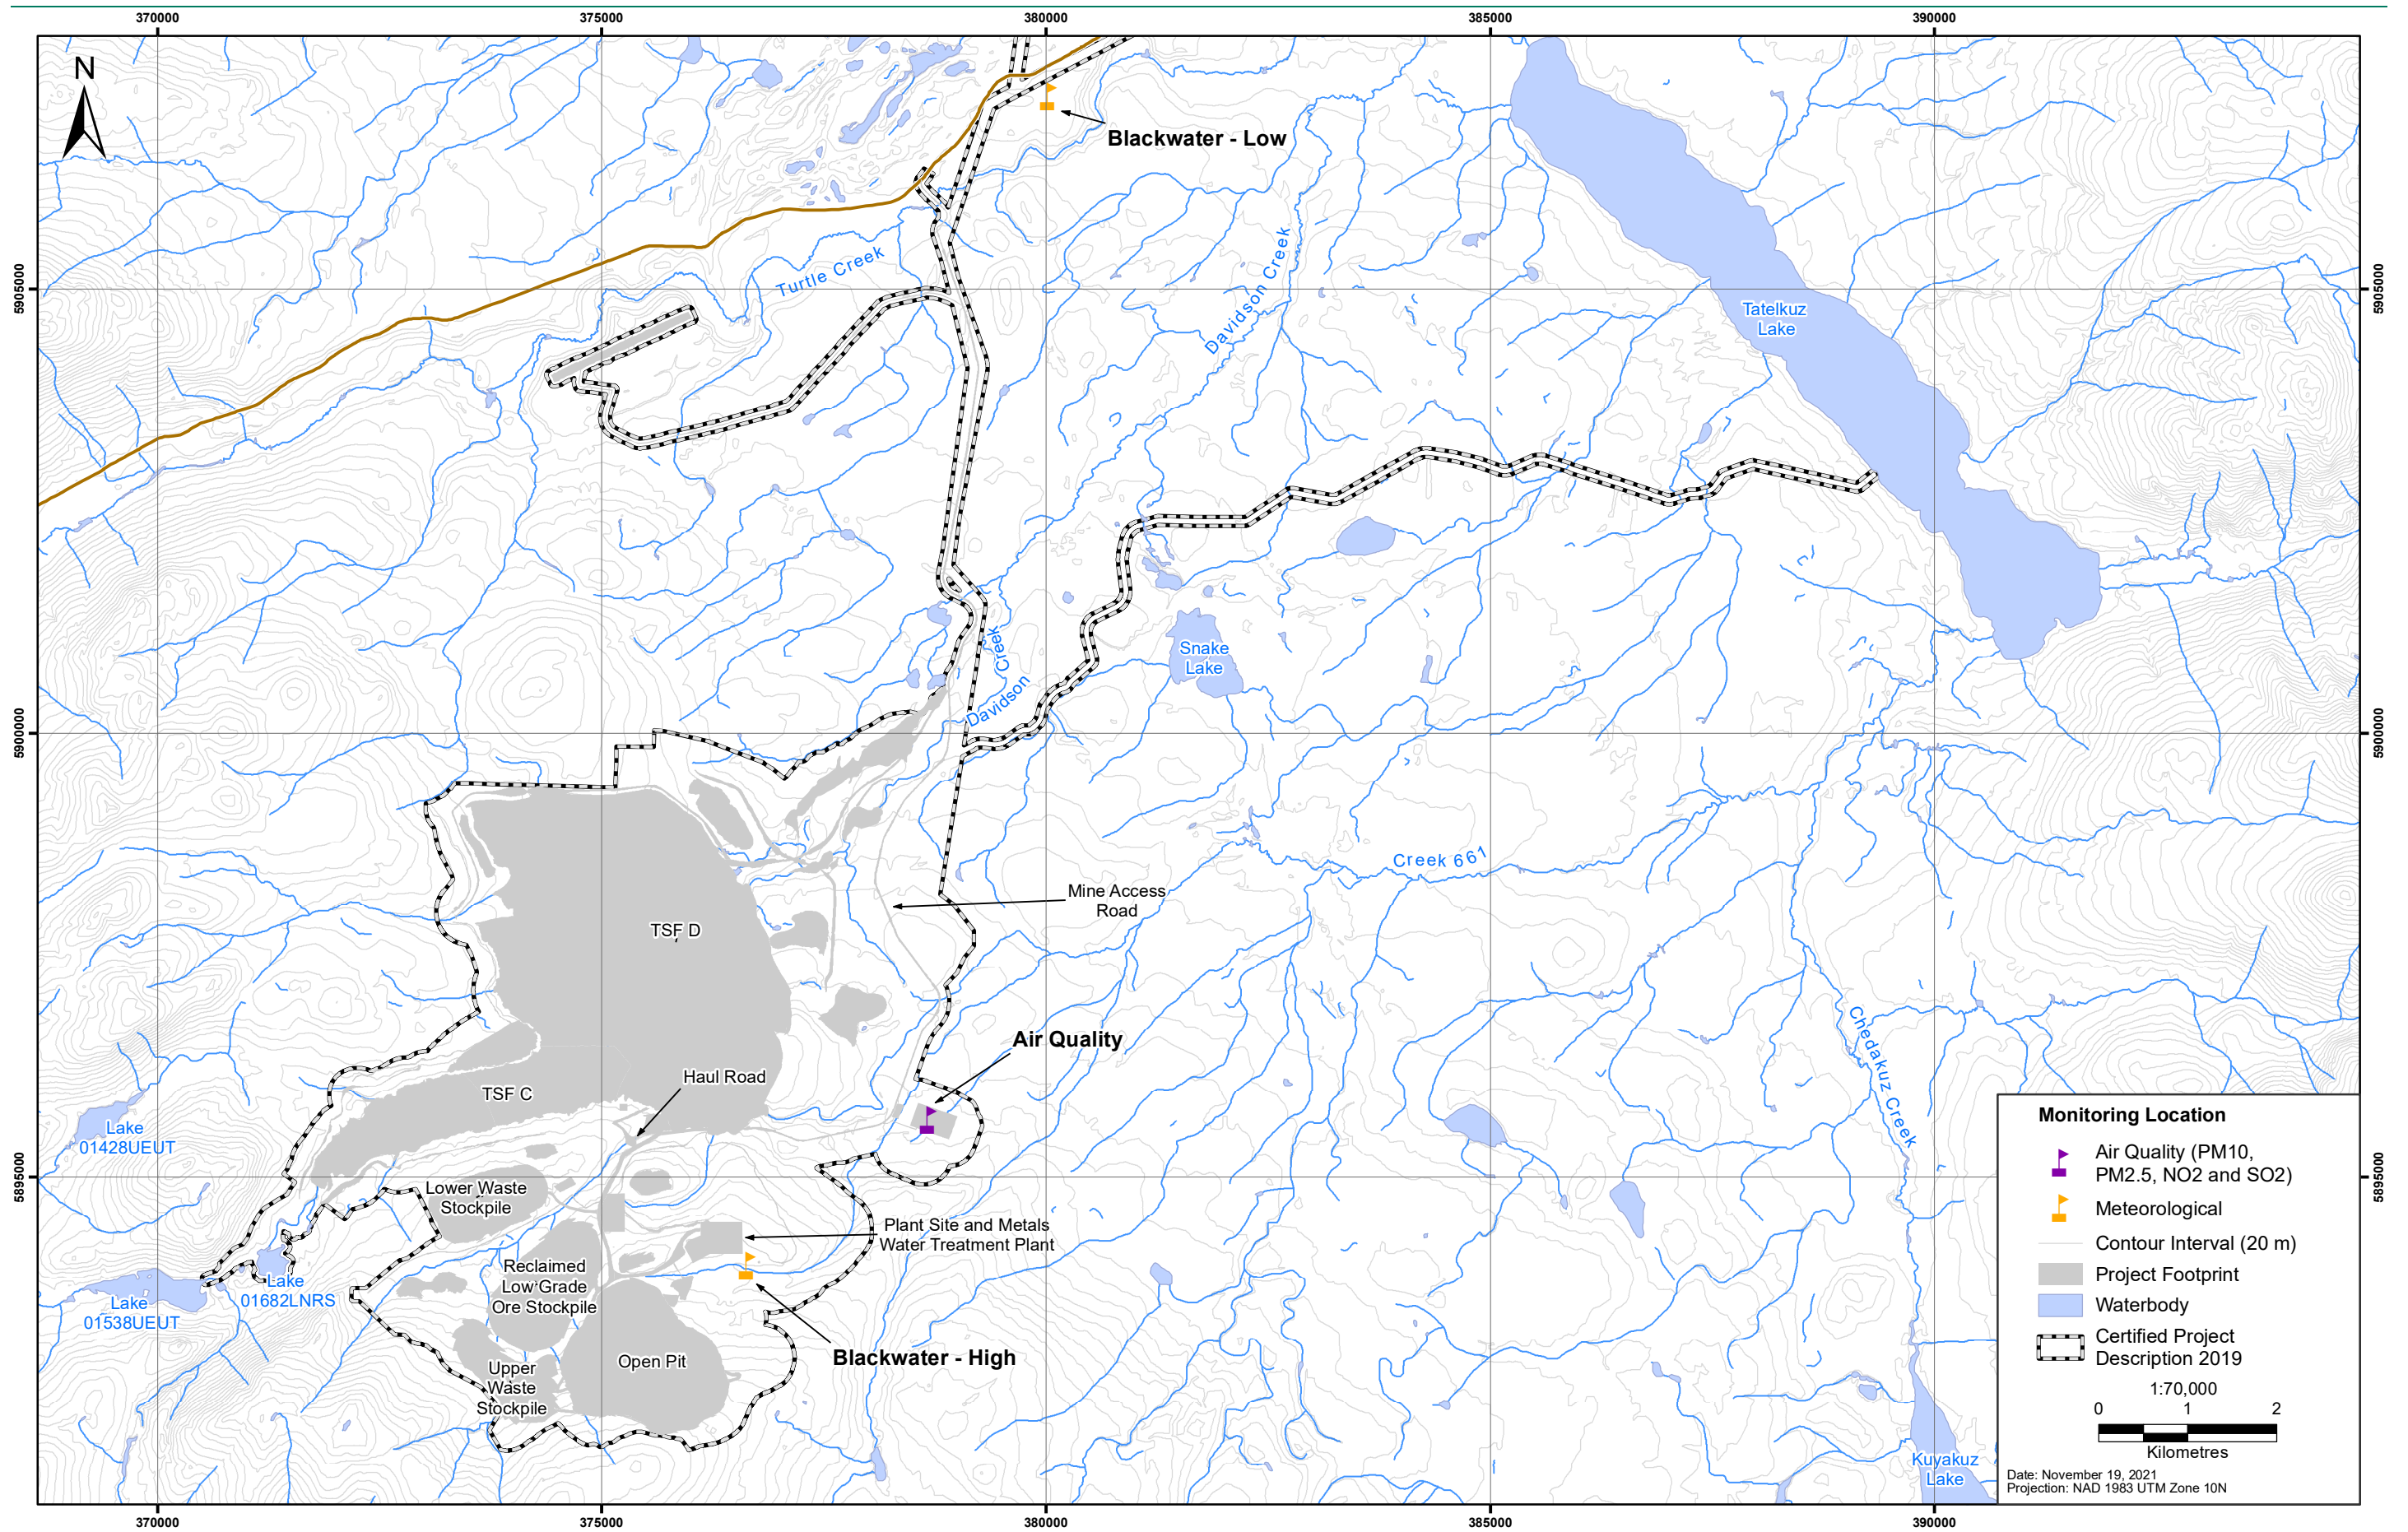 370000
375000
380000
385000
390000
N
Blackwater - Low
5905000
5905000
Turtle Creek
Davidson Creek
Tatelkuz
Lake
Snake
Lake
Davidson
Creek
5900000
5900000
Creek 661
Mine Access
Road
TSF D
Chedakuz Creek
Air Quality
Haul Road
TSF C
Lake
01428UEUT
5895000
5895000
Lower Waste
Stockpile
Plant Site and Metals
Water Treatment Plant
Reclaimed
Low Grade
Ore Stockpile
Lake
01682LNRS
Lake
01538UEUT
Blackwater - High
Open Pit
Upper
Waste
Stockpile
Kuyakuz
Lake
Monitoring Location
Air Quality (PM10,
PM2.5, NO2 and SO2)
Meteorological
Contour Interval (20 m)
Project Footprint
Waterbody
Certified Project
Description 2019
1:70,000
0 1 2
Kilometres
Date: November 19, 2021
Projection: NAD 1983 UTM Zone 10N
370000
375000
380000
385000
390000